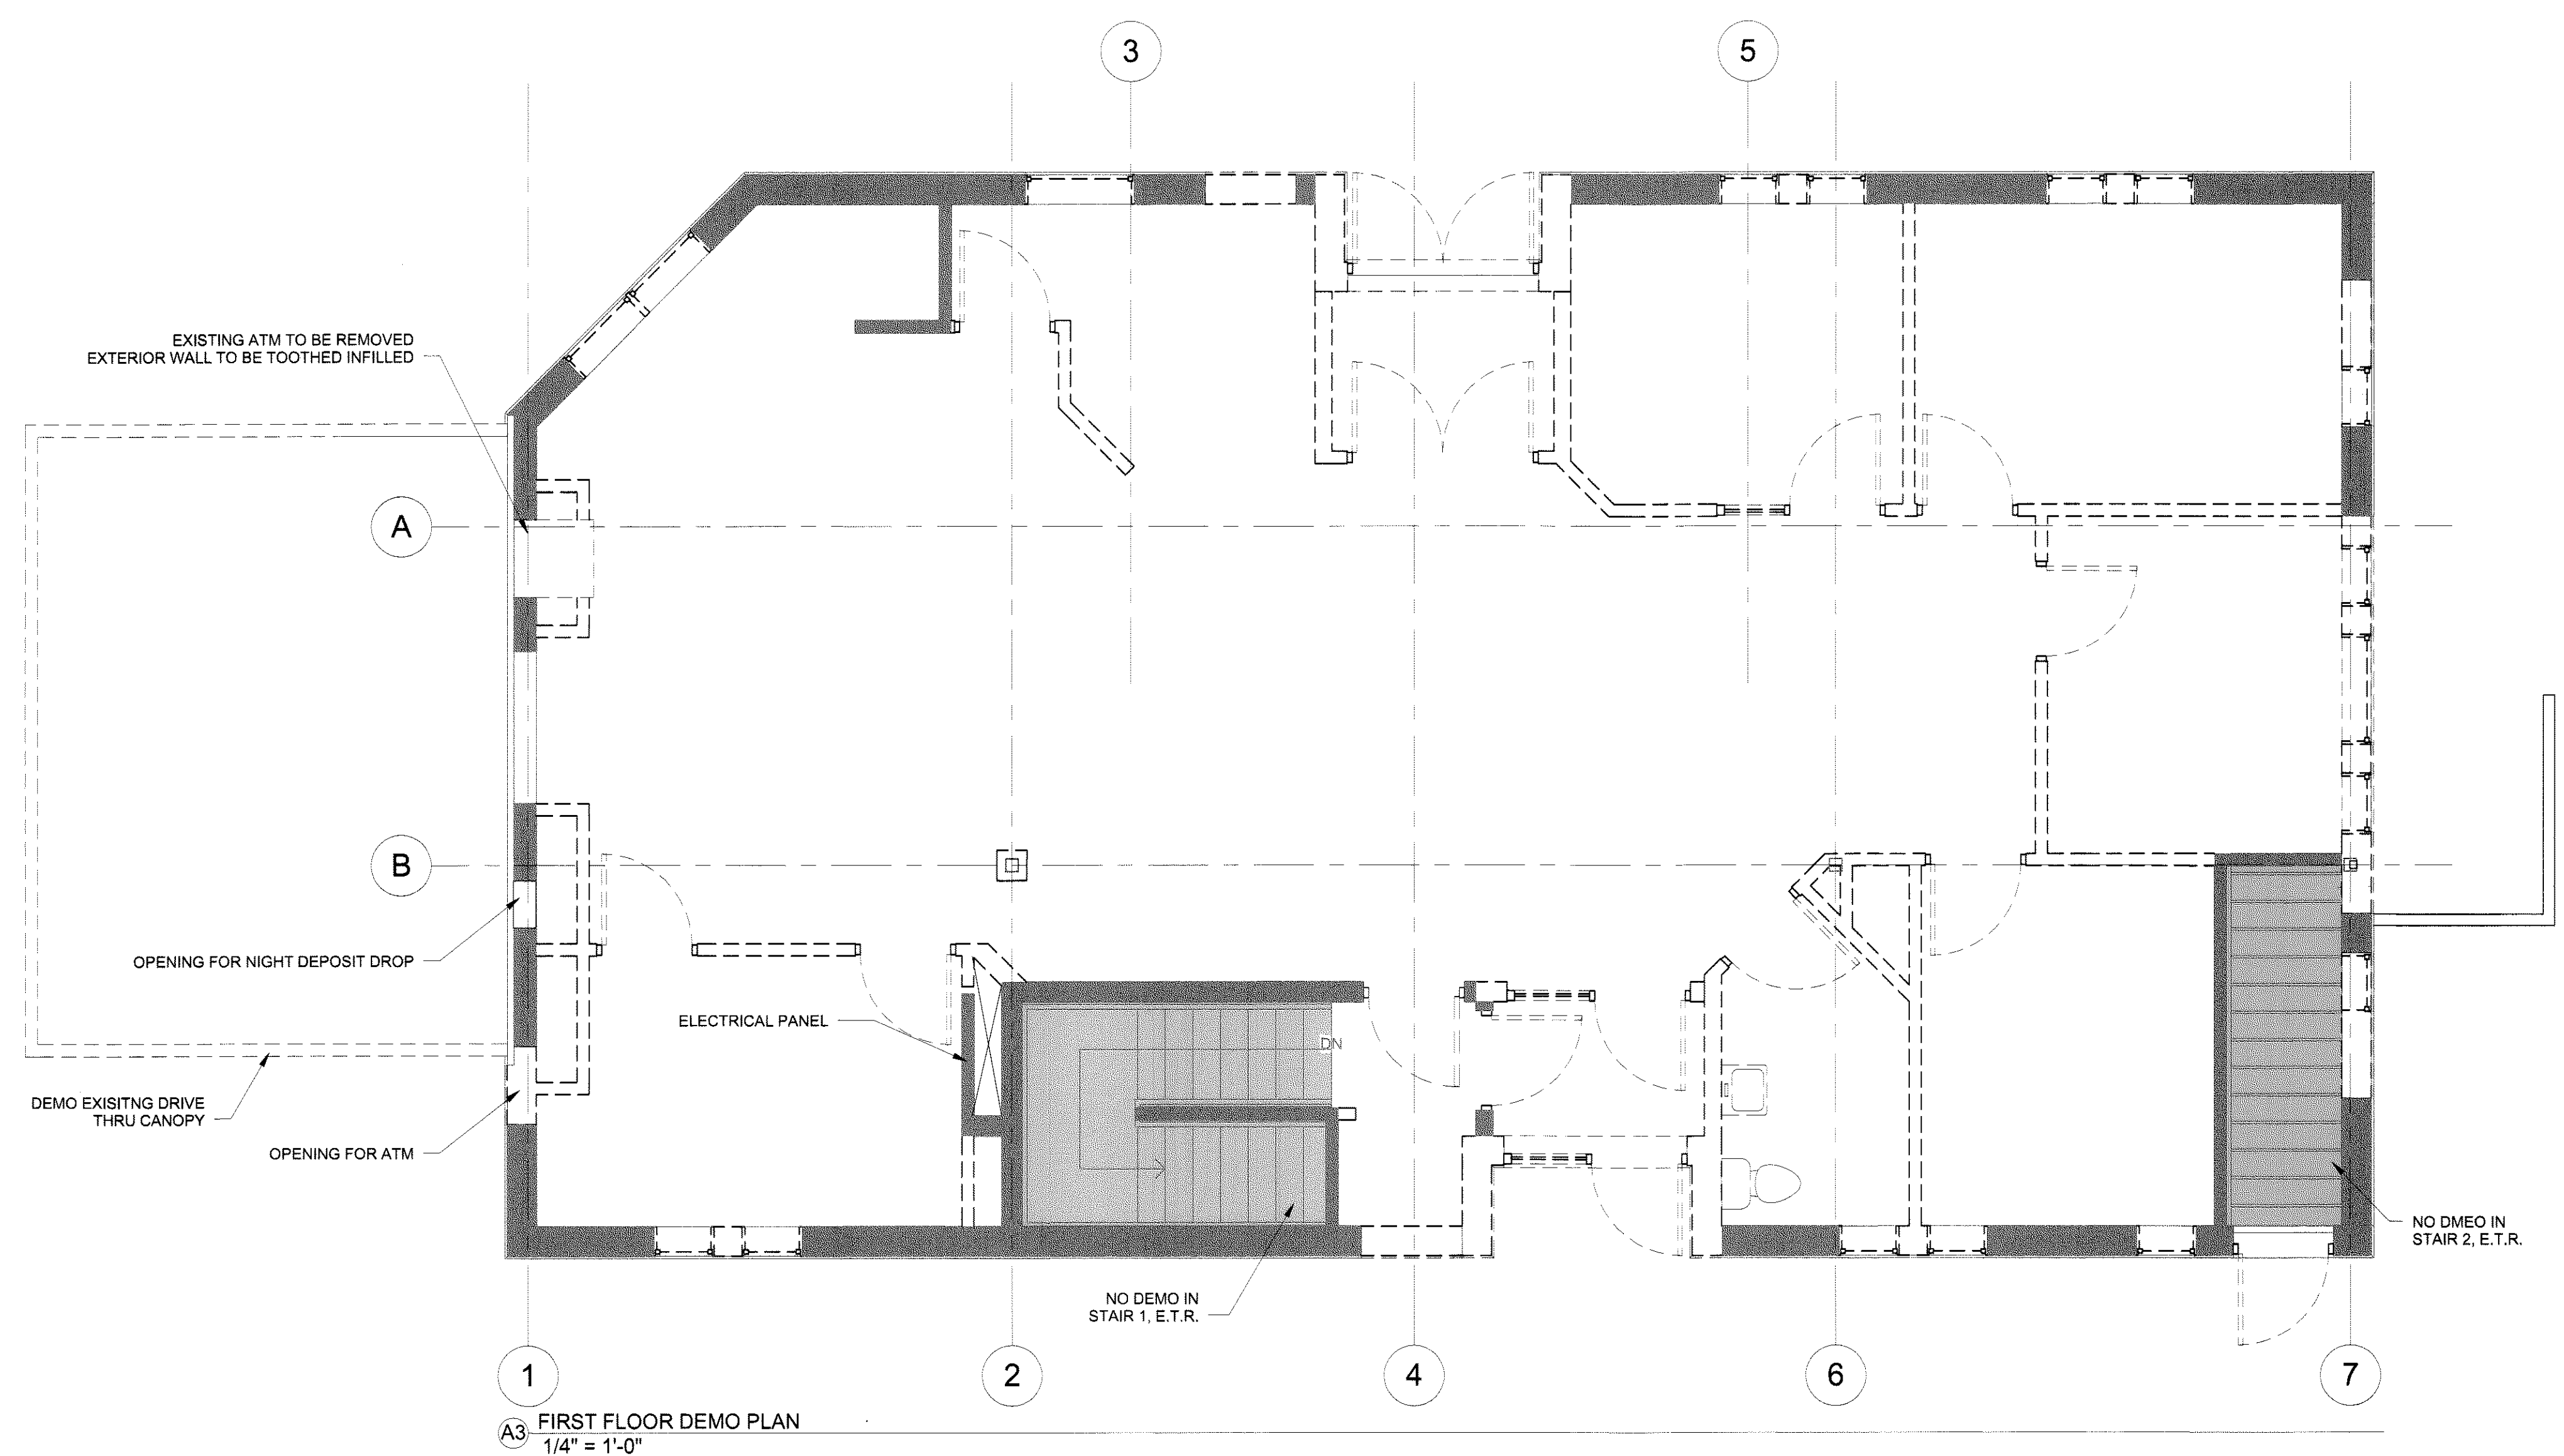 3
5
EXISTING ATM TO BE REMOVED
EXTERIOR WALL TO BE TOOTHED INFILLED
A
B
OPENING FOR NIGHT DEPOSIT DROP
ELECTRICAL PANEL
DN
DEMO EXISITNG DRIVE
THRU CANOPY
OPENING FOR ATM
NO DMEO IN
STAIR 2, E.T.R.
NO DEMO IN
STAIR 1, E.T.R.
1
2
4
6
7
A3
FIRST FLOOR DEMO PLAN
1/4" = 1'-0"